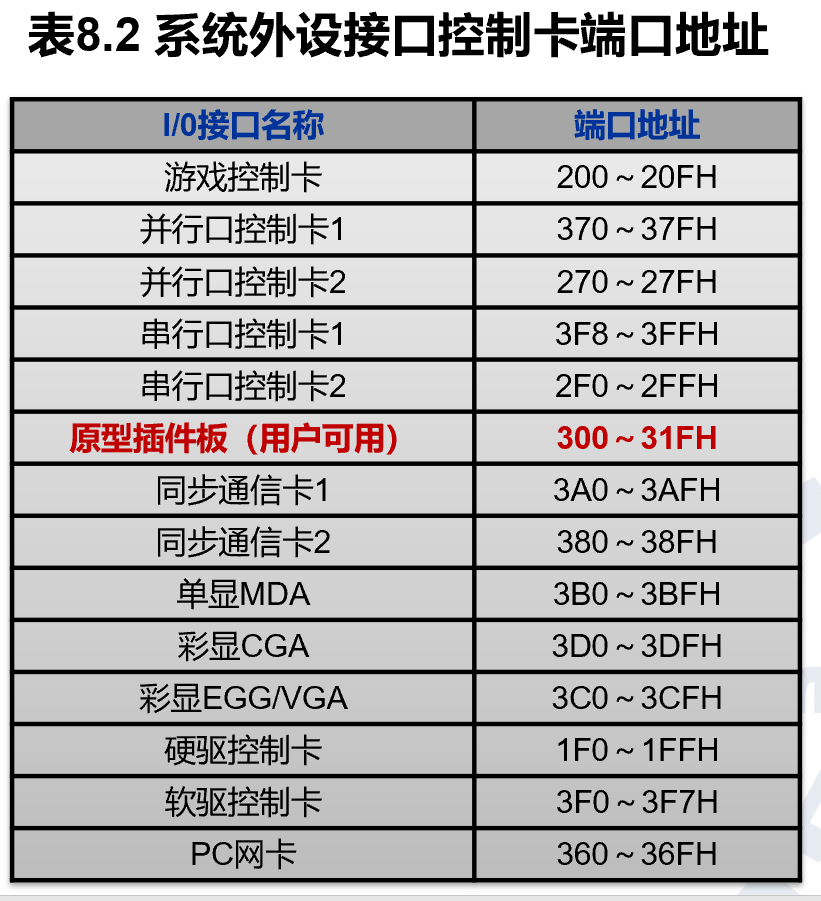 表8.2 系统外设接口控制卡端口地址
I/0接口名称 端口地址
游戏控制卡 200～20FH
并行口控制卡1 370～37FH
并行口控制卡2 270～27FH
串行口控制卡1 3F8～3FFH
串行口控制卡2 2F0～2FFH
原型插件板（用户可用） 300～31FH
同步通信卡1 3A0～3AFH
同步通信卡2 380～38FH
单显MDA 3B0～3BFH
彩显CGA 3D0～3DFH
彩显EGG/VGA 3C0～3CFH
硬驱控制卡 1F0～1FFH
软驱控制卡 3F0～3F7H
PC网卡 360～36FH